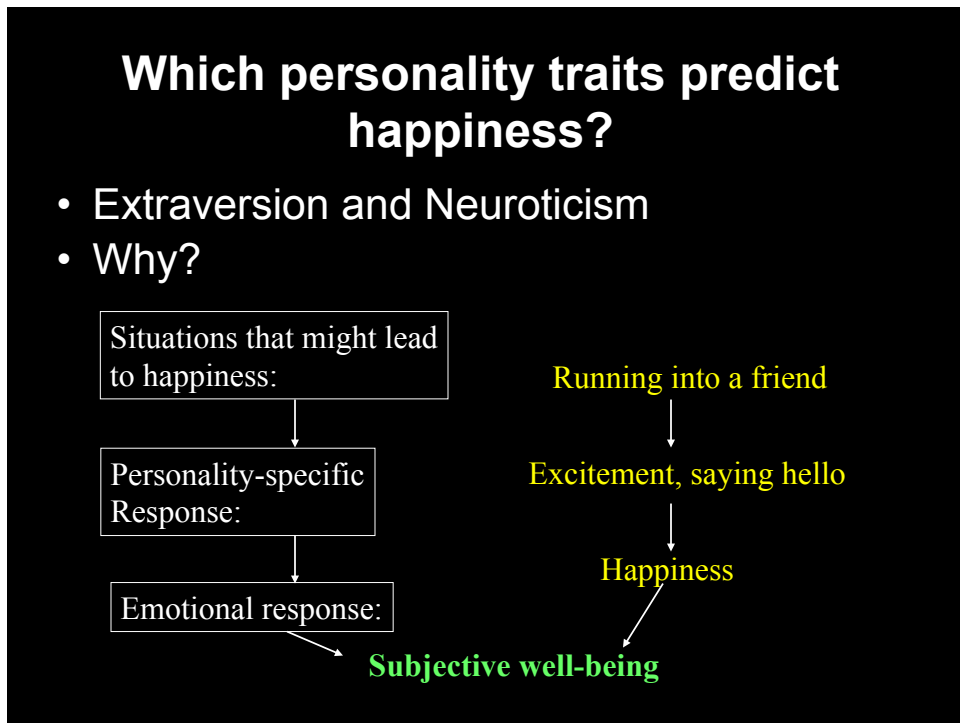 Which personality traits predict
happiness?
• Extraversion and Neuroticism
• Why?
Situations that might lead
to happiness:
Running into a friend
Personality-specific
Response:
Excitement, saying hello
Happiness
Emotional response:
Subjective well-being